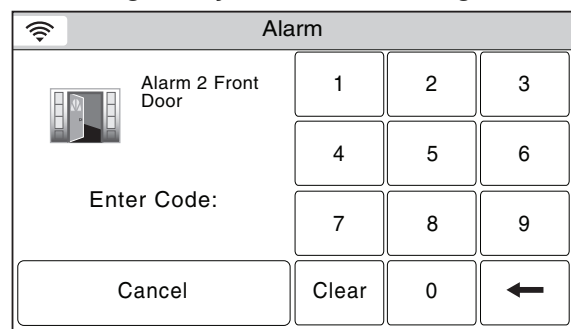 Alarm
Alarm 2 Front
Door
Enter Code:
1 2 3
4 5 6
7 8 9
Cancel
Clear 0